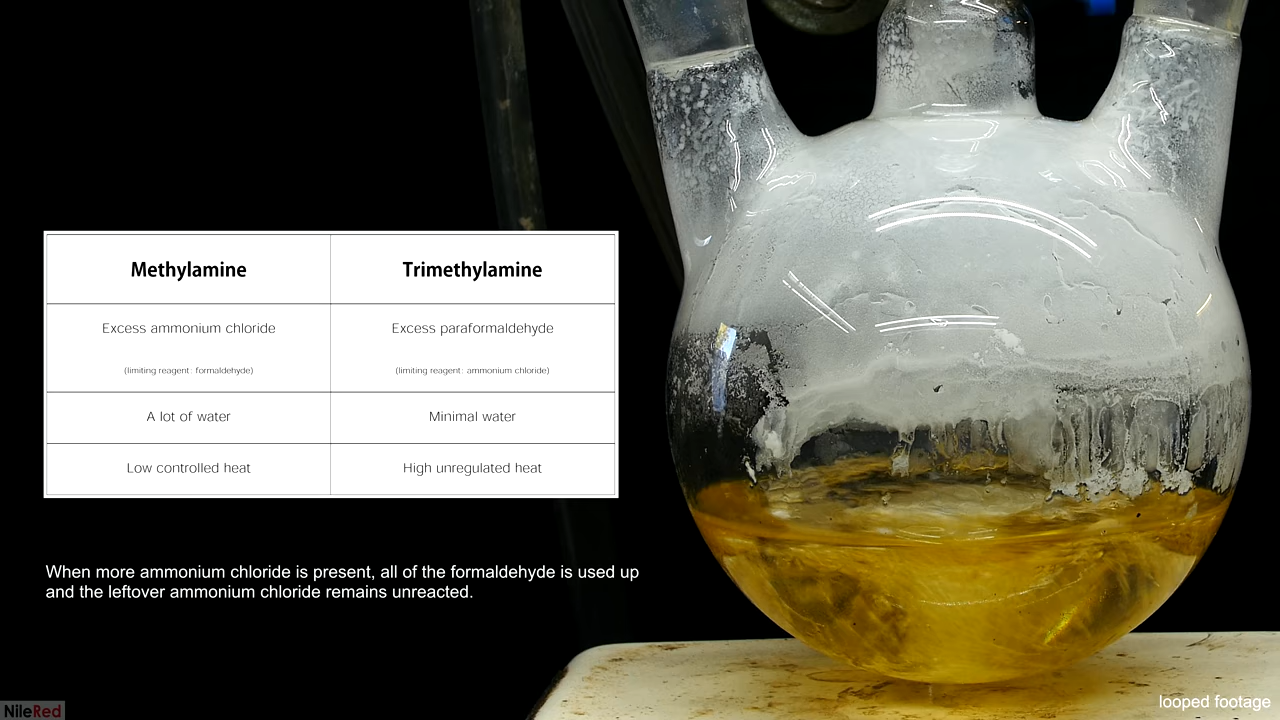 Methylamine
Trimethylamine
Excess ammonium chloride
Excess paraformaldehyde
(limiting reagent: formaldehyde)
(limiting reagent: ammonium chloride)
A lot of water
Minimal water
Low controlled heat
High unregulated heat
When more ammonium chloride is present, all of the formaldehyde is used up
and the leftover ammonium chloride remains unreacted.
NileRed
looped footage